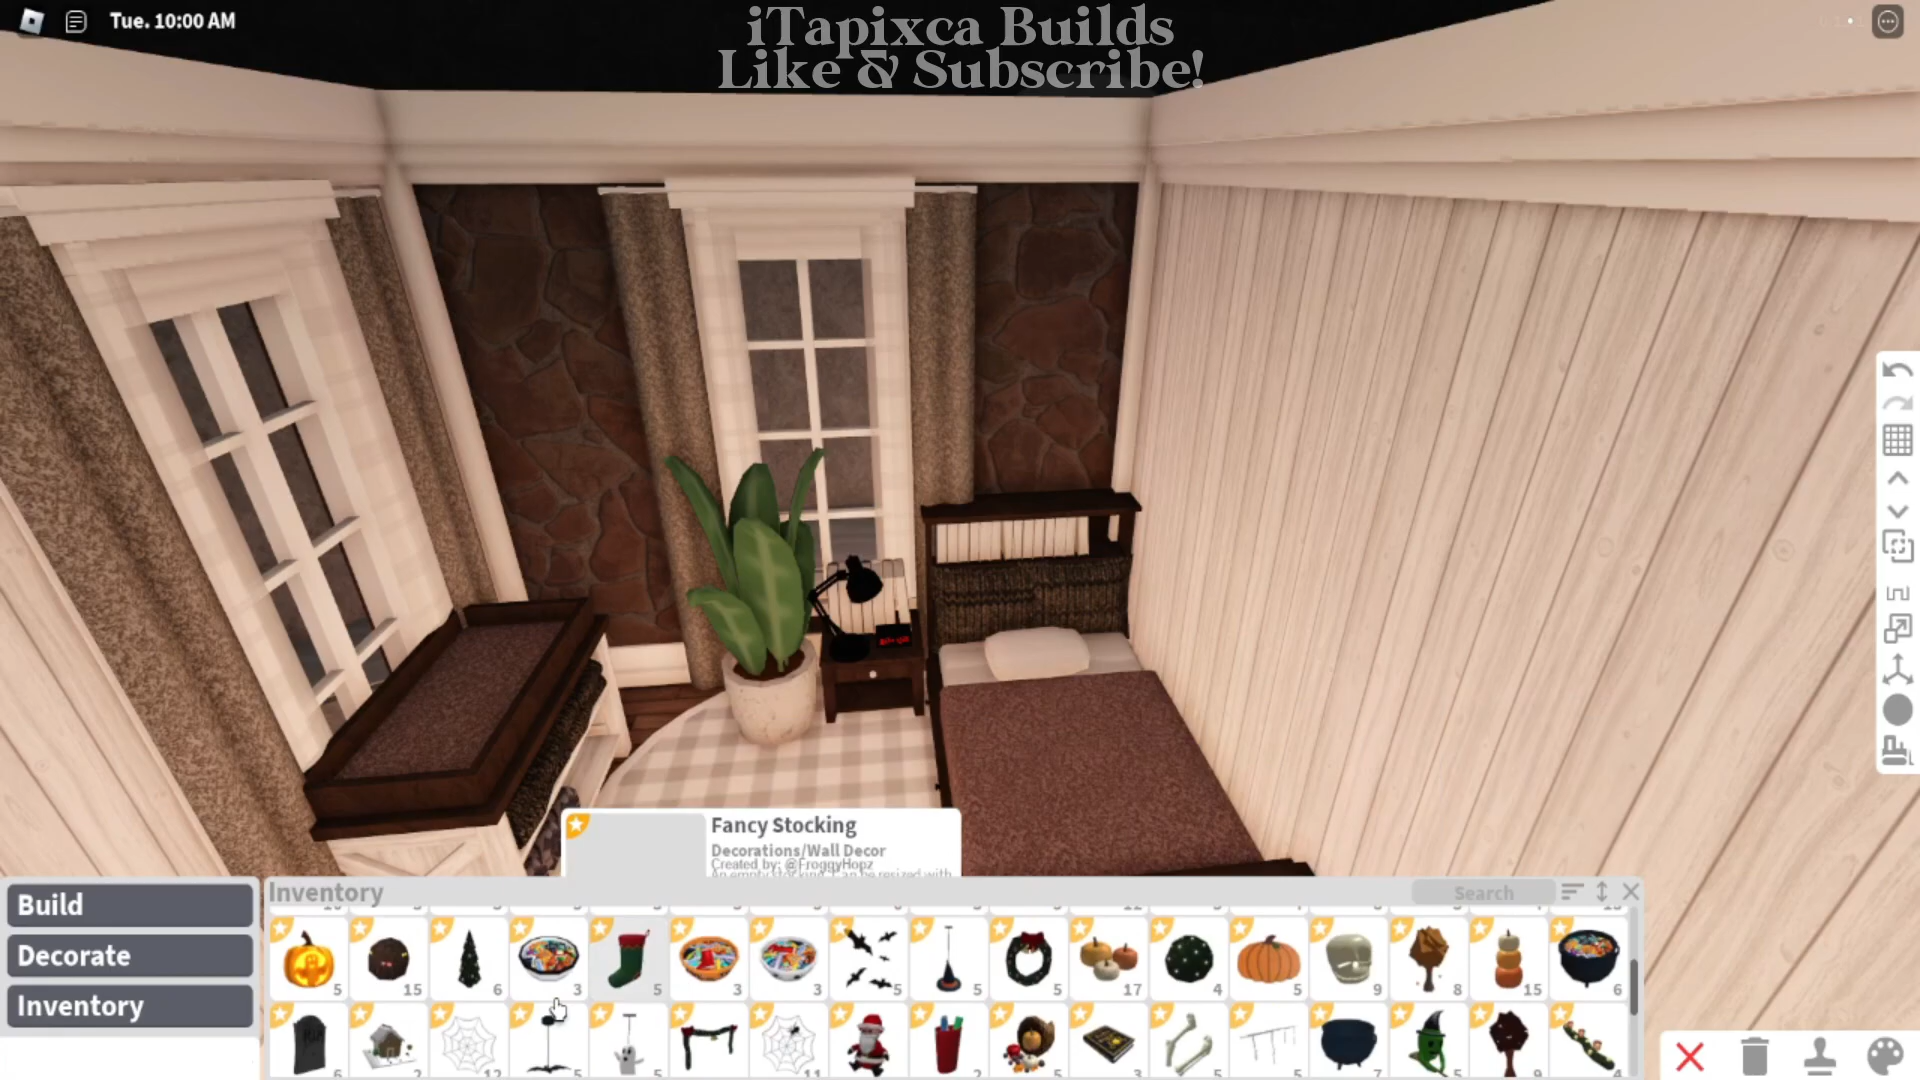 Tue. 10:00 AM
iTapixca Builds
Like & Subscribe!
Fancy Stocking
Decorations/Wall Decor
Created by: @FroggyHopz
Build
Decorate
Inventory
Inventory
Search
5 15 6 3 5 3 3 5 5 5 17 4 5 9 8 15 6
RIP